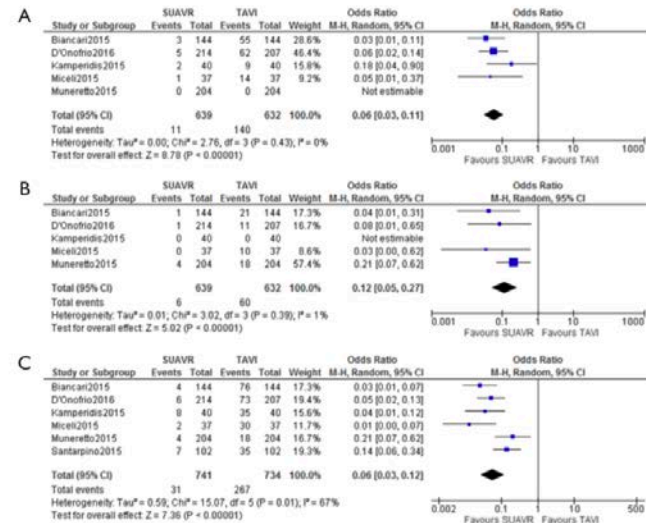 A
SUAVR TAVI Odds Ratio Odds Ratio
Study or Subgroup Events Total Events Total Weight M-H, Random, 95% CI M-H, Random, 95% CI
Biancari2015 3 144 55 144 28.6% 0.03 [0.01, 0.11]
D'Onofrio2016 5 214 62 207 46.4% 0.06 [0.02, 0.14]
Kamperidis2015 2 40 9 40 15.8% 0.18 [0.04, 0.90]
Miceli2015 1 37 14 37 9.2% 0.05 [0.01, 0.37]
Muneretto2015 0 204 0 204 Not estimable
Total (95% CI) 639 632 100.0% 0.06 [0.03, 0.11]
Total events 11 140
Heterogeneity: Tau² = 0.00; Chi² = 2.76, df = 3 (P = 0.43); I² = 0%
Test for overall effect: Z = 8.78 (P < 0.00001)
0.001 0.1 1 10 1000
Favours SUAVR Favours TAVI
B
SUAVR TAVI Odds Ratio Odds Ratio
Study or Subgroup Events Total Events Total Weight M-H, Random, 95% CI M-H, Random, 95% CI
Biancari2015 1 144 21 144 17.3% 0.04 [0.01, 0.31]
D'Onofrio2016 1 214 11 207 16.7% 0.08 [0.01, 0.65]
Kamperidis2015 0 40 0 40 Not estimable
Miceli2015 0 37 10 37 8.6% 0.03 [0.00, 0.62]
Muneretto2015 4 204 18 204 57.4% 0.21 [0.07, 0.62]
Total (95% CI) 639 632 100.0% 0.12 [0.05, 0.27]
Total events 6 60
Heterogeneity: Tau² = 0.01; Chi² = 3.02, df = 3 (P = 0.39); I² = 1%
Test for overall effect: Z = 5.02 (P < 0.00001)
0.001 0.1 1 10 1000
Favours SUAVR Favours TAVI
C
SUAVR TAVI Odds Ratio Odds Ratio
Study or Subgroup Events Total Events Total Weight M-H, Random, 95% CI M-H, Random, 95% CI
Biancari2015 4 144 76 144 17.3% 0.03 [0.01, 0.07]
D'Onofrio2016 6 214 73 207 19.4% 0.05 [0.02, 0.13]
Kamperidis2015 8 40 35 40 15.6% 0.04 [0.01, 0.12]
Miceli2015 2 37 30 37 11.7% 0.01 [0.00, 0.07]
Muneretto2015 4 204 18 204 16.7% 0.21 [0.07, 0.62]
Santarpino2015 7 102 35 102 19.3% 0.14 [0.06, 0.34]
Total (95% CI) 741 734 100.0% 0.06 [0.03, 0.12]
Total events 31 267
Heterogeneity: Tau² = 0.59; Chi² = 15.07, df = 5 (P = 0.01); I² = 67%
Test for overall effect: Z = 7.36 (P < 0.00001)
0.002 0.1 1 10 500
Favours SUAVR Favours TAVI